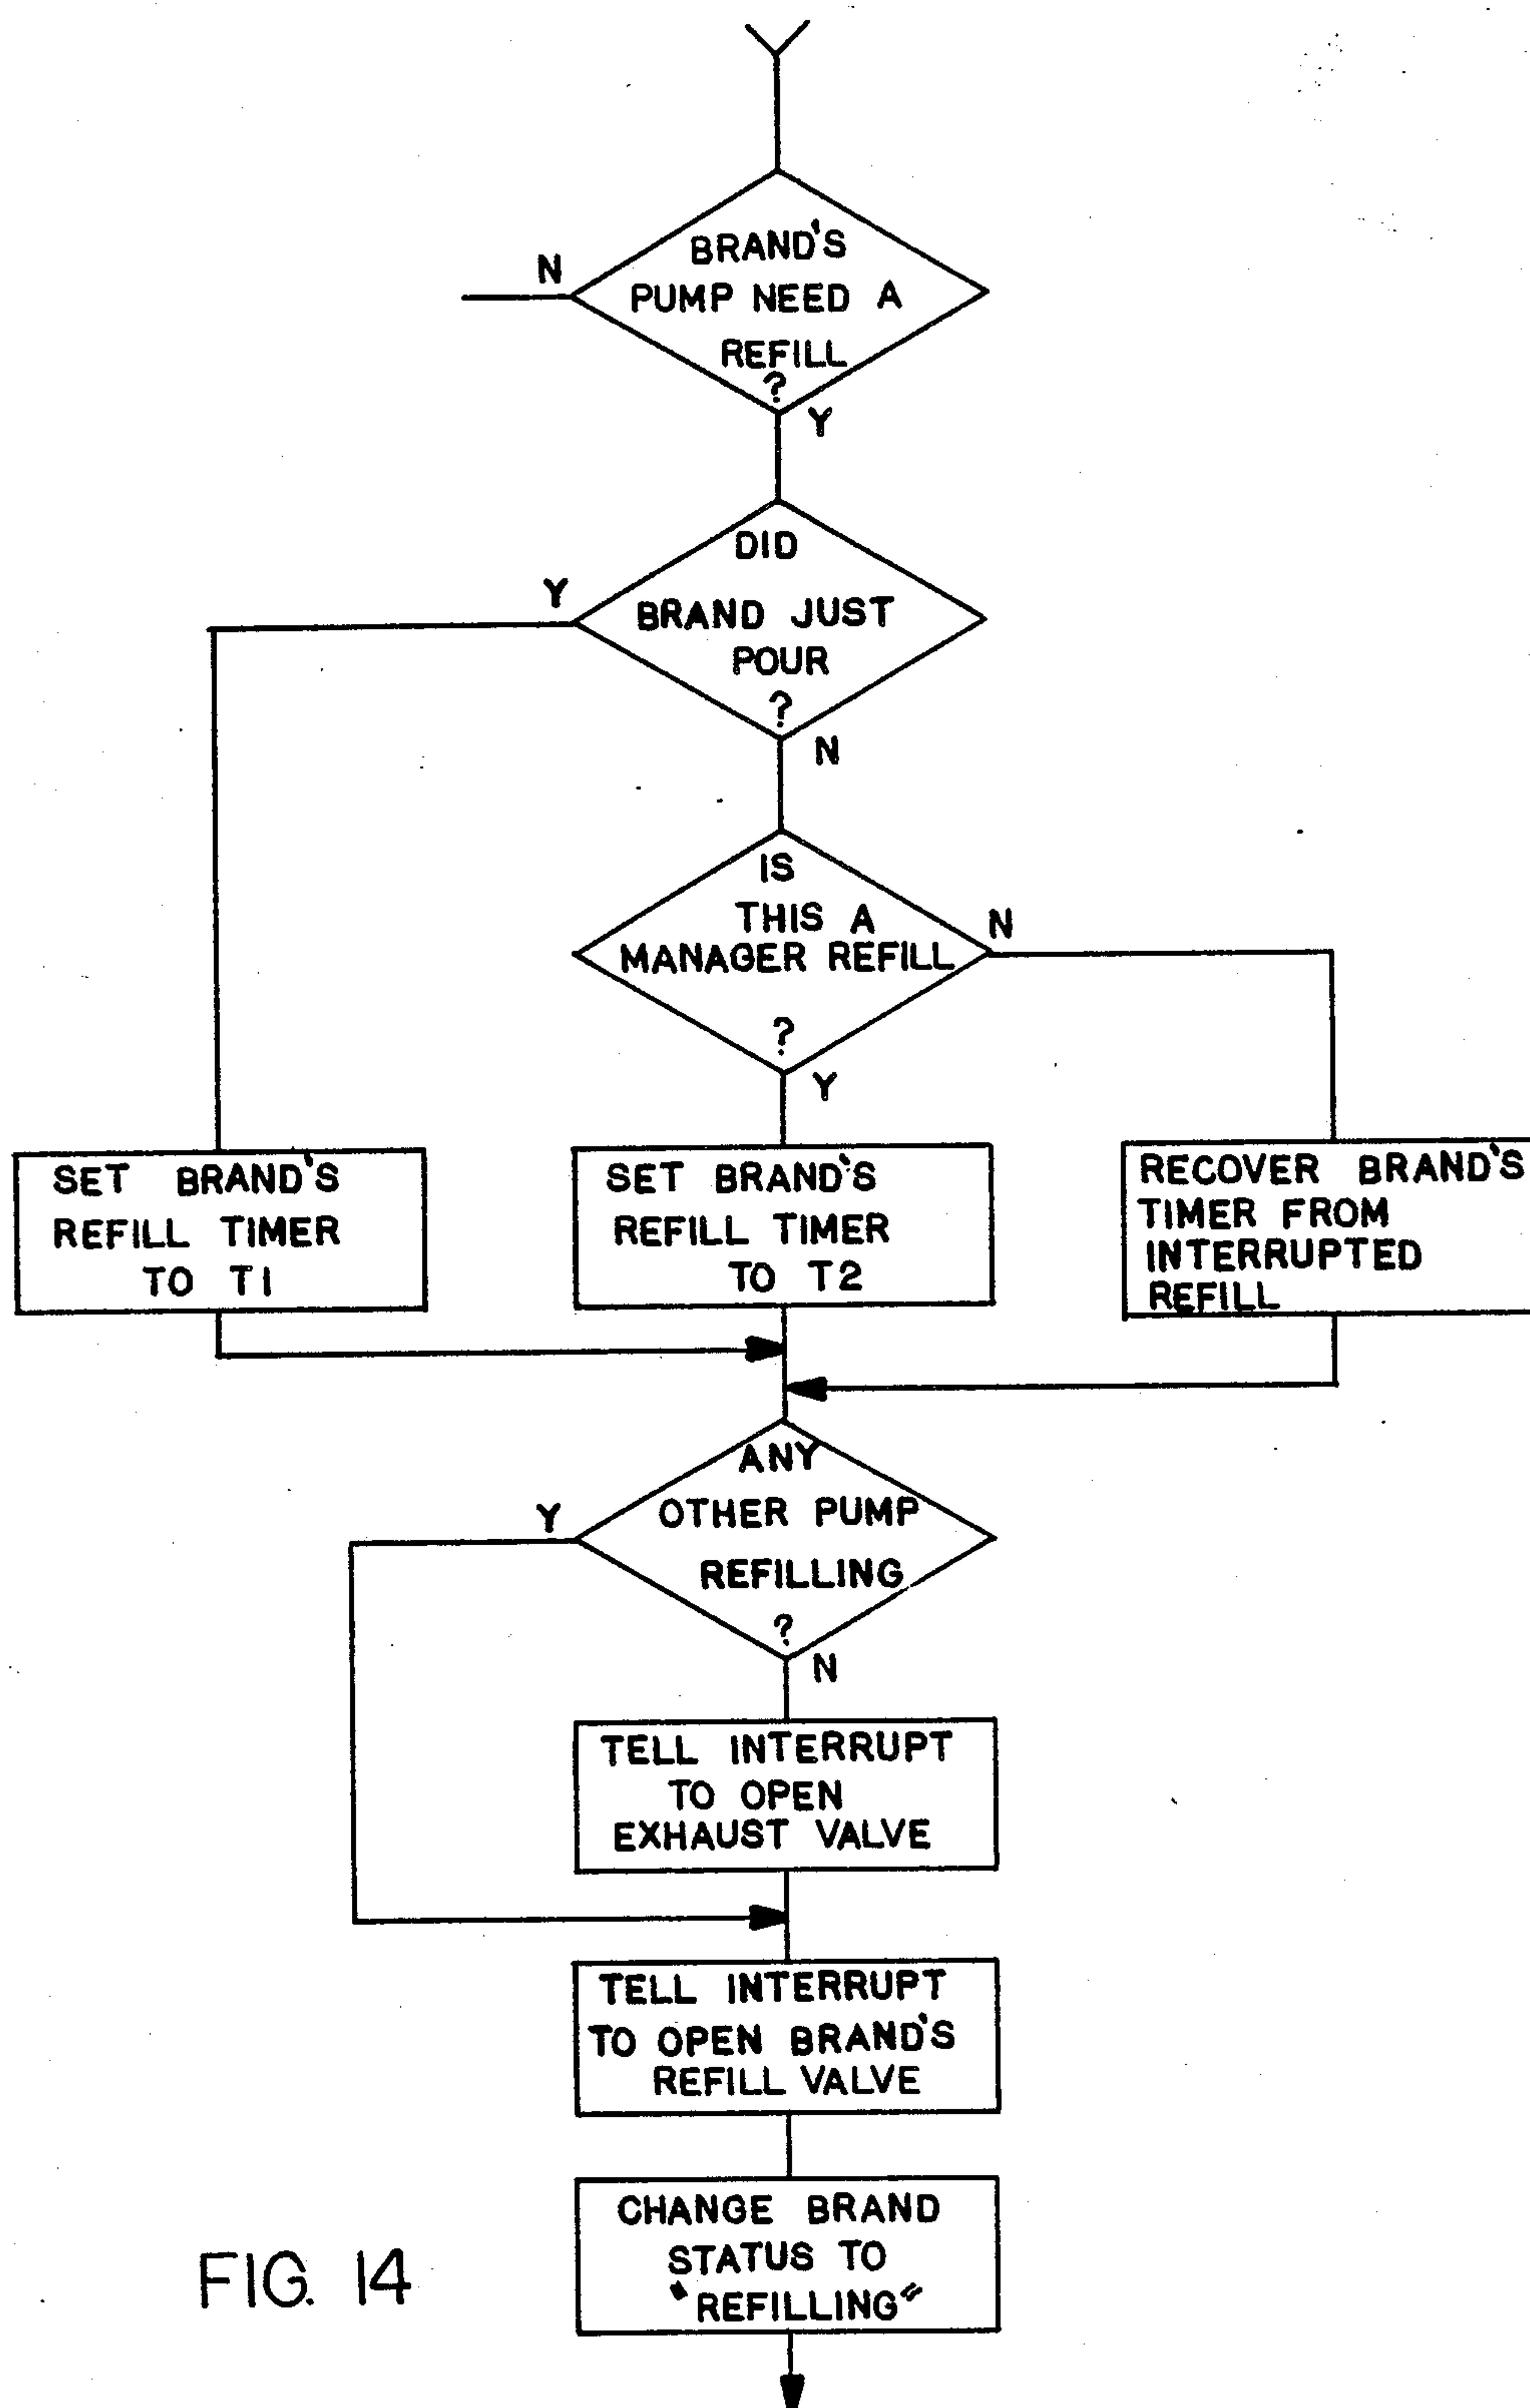 BRAND'S
N
PUMP NEED A
REFILL
?
Y
DID
Y
BRAND JUST
POUR
?
N
IS
THIS A
N
MANAGER REFILL
?
Y
SET BRAND'S
REFILL TIMER
TO T1
SET BRAND'S
REFILL TIMER
TO T2
RECOVER BRAND'S
TIMER FROM
INTERRUPTED
REFILL
ANY
Y
OTHER PUMP
REFILLING
?
N
TELL INTERRUPT
TO OPEN
EXHAUST VALVE
TELL INTERRUPT
TO OPEN BRAND'S
REFILL VALVE
CHANGE BRAND
STATUS TO
"REFILLING"
FIG. 14